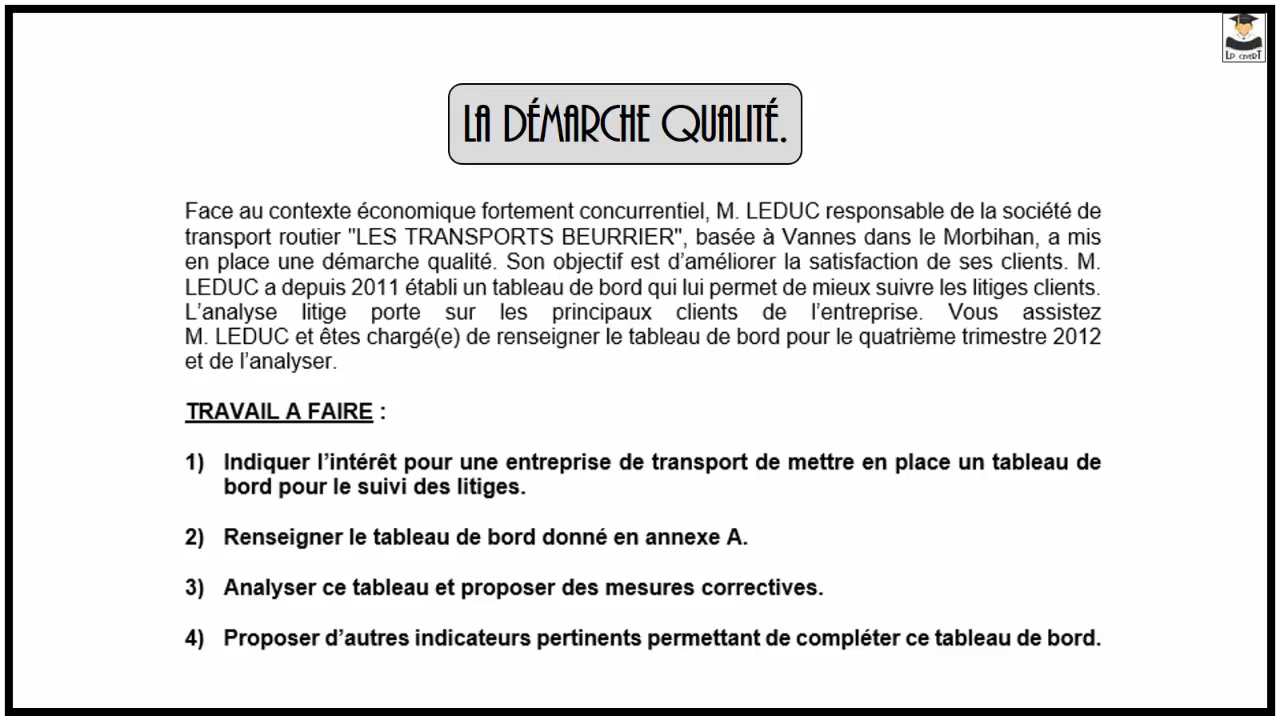 LP CIVERT
LA DÉMARCHE QUALITÉ.
Face au contexte économique fortement concurrentiel, M. LEDUC responsable de la société de
transport routier "LES TRANSPORTS BEURRIER", basée à Vannes dans le Morbihan, a mis
en place une démarche qualité. Son objectif est d'améliorer la satisfaction de ses clients. M.
LEDUC a depuis 2011 établi un tableau de bord qui lui permet de mieux suivre les litiges clients.
L'analyse litige porte sur les principaux clients de l'entreprise. Vous assistez
M. LEDUC et êtes chargé(e) de renseigner le tableau de bord pour le quatrième trimestre 2012
et de l'analyser.
TRAVAIL A FAIRE :
1) Indiquer l'intérêt pour une entreprise de transport de mettre en place un tableau de
bord pour le suivi des litiges.
2) Renseigner le tableau de bord donné en annexe A.
3) Analyser ce tableau et proposer des mesures correctives.
4) Proposer d'autres indicateurs pertinents permettant de compléter ce tableau de bord.